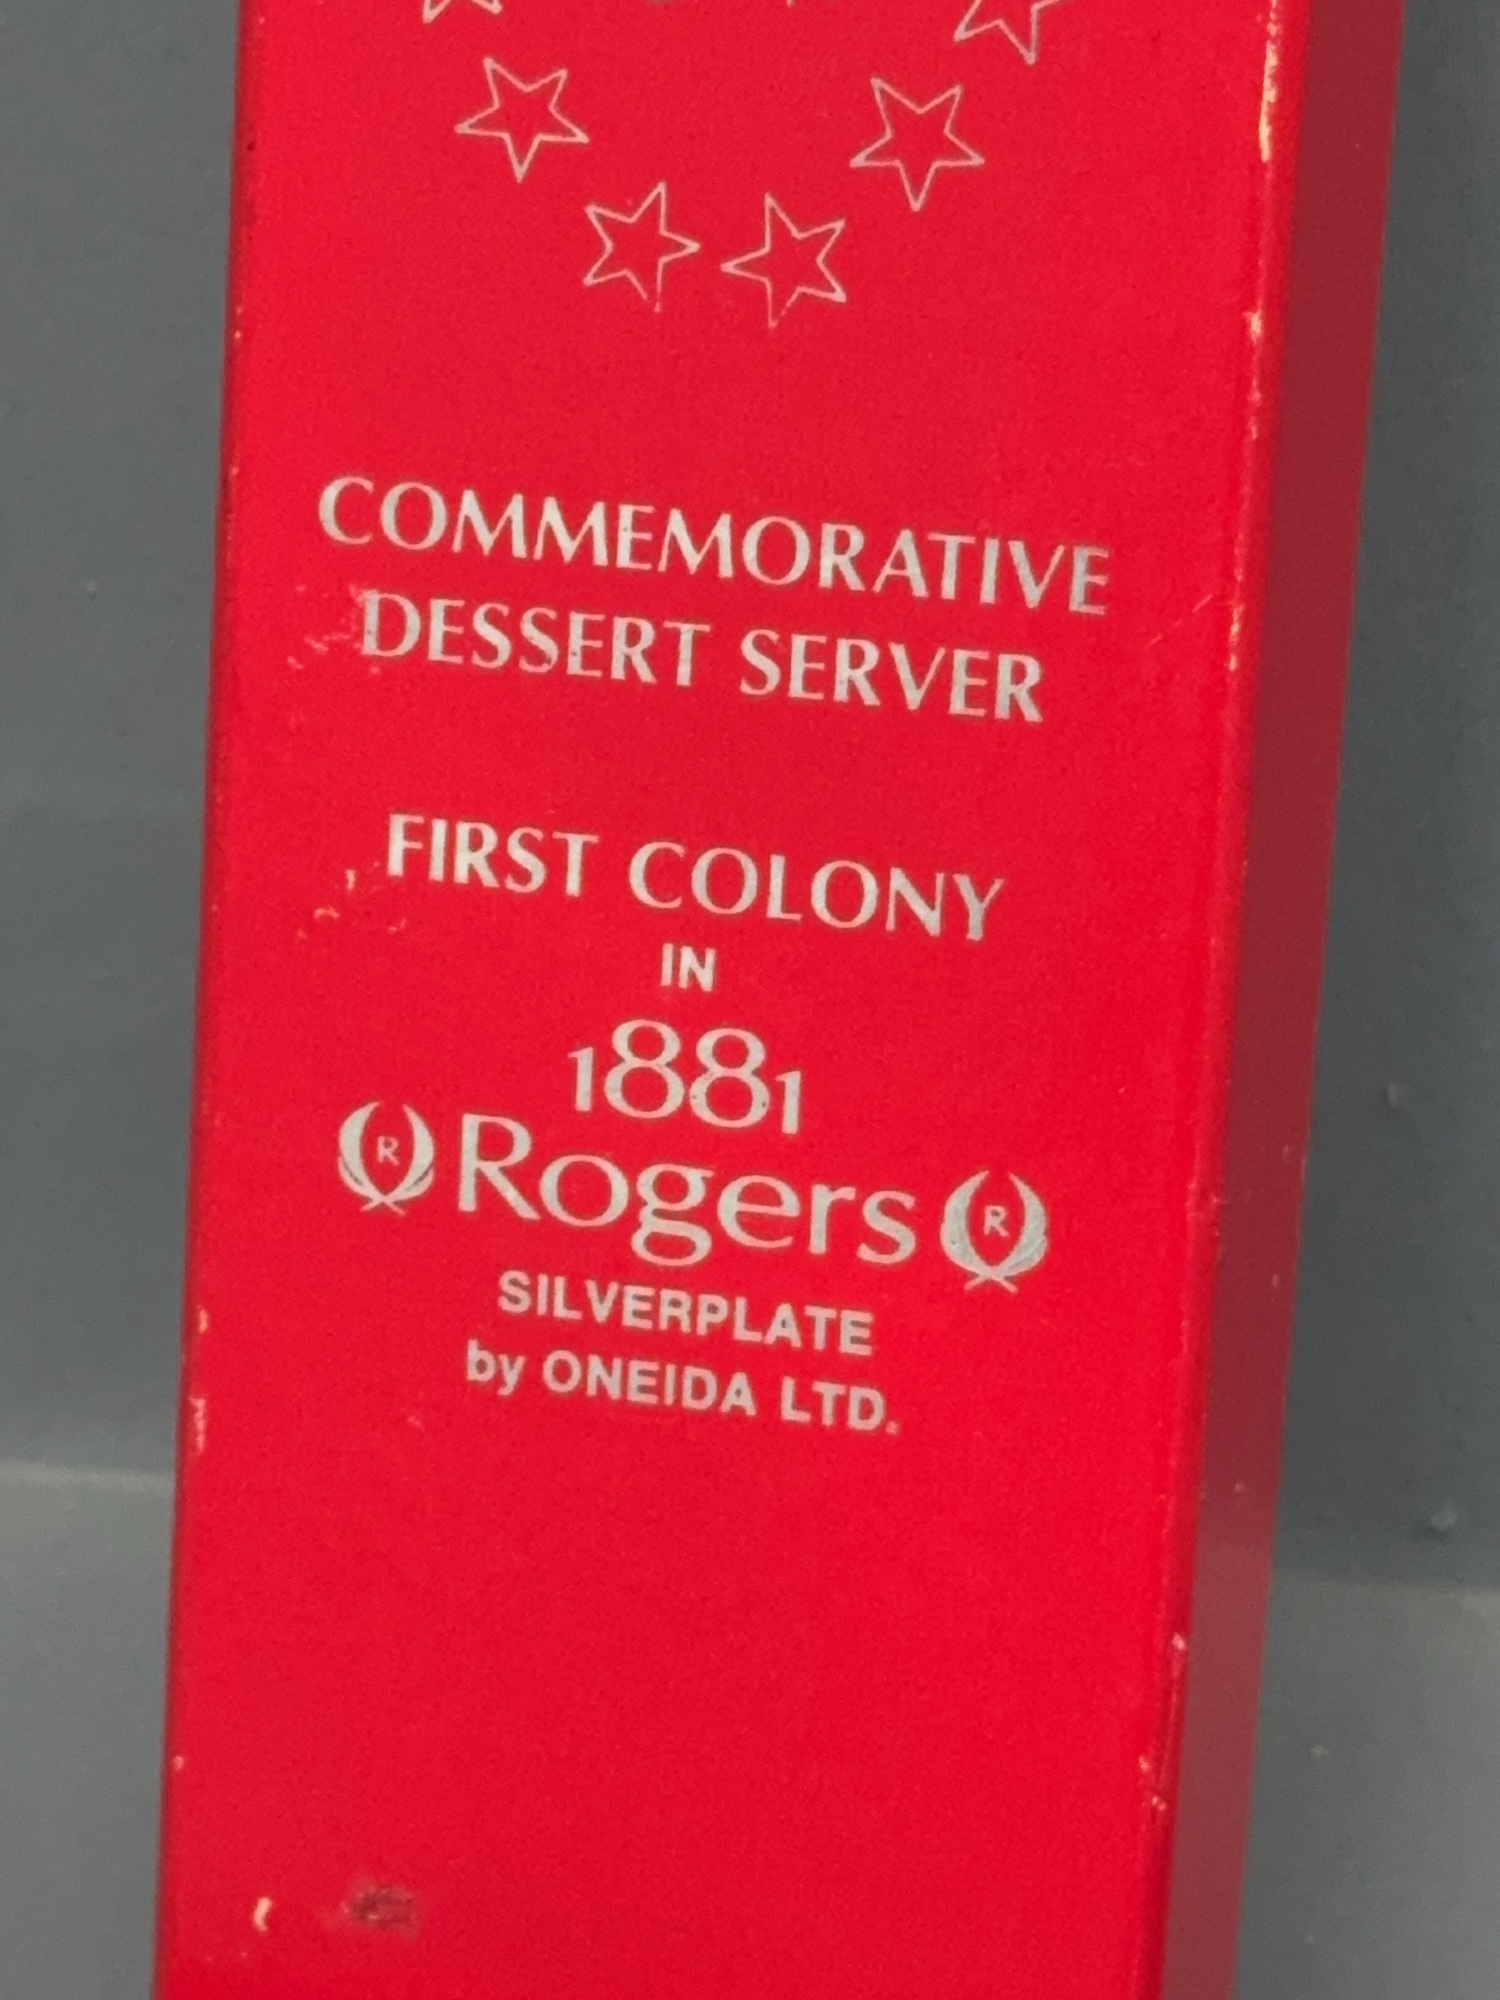 COMMEMORATIVE
DESSERT SERVER
FIRST COLONY
IN
1881
R Rogers R
SILVERPLATE
by ONEIDA LTD.